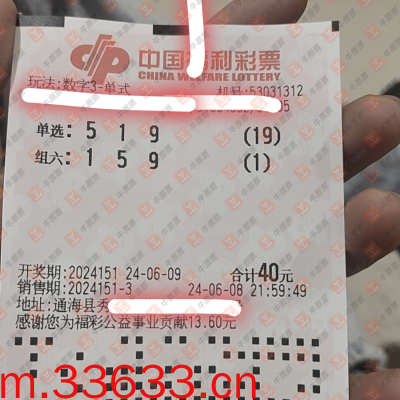 中国福利彩票
CHINA WELFARE LOTTERY
玩法:数字3-单式 机号:53031312
单选: 5 1 9 (19)
组六: 1 5 9 (1)
开奖期:2024151 24-06-09 合计40元
销售期:2024151-3 24-06-08 21:59:49
地址:通海县秀
感谢您为福彩公益事业贡献13.60元
m.33633.cn